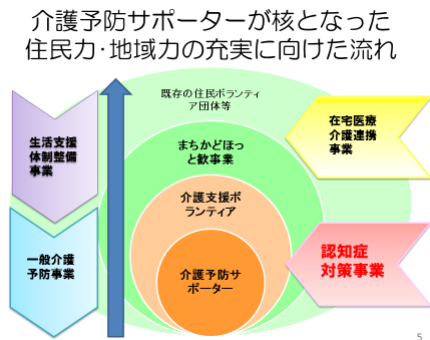 介護予防サポーターが核となった
住民力・地域力の充実に向けた流れ
既存の住民ボランティ
ア団体等
まちかどほっ
と歓事業
介護支援ボ
ランティア
介護予防サ
ポーター
生活支援
体制整備
事業
一般介護
予防事業
在宅医療
介護連携
事業
認知症
対策事業
5